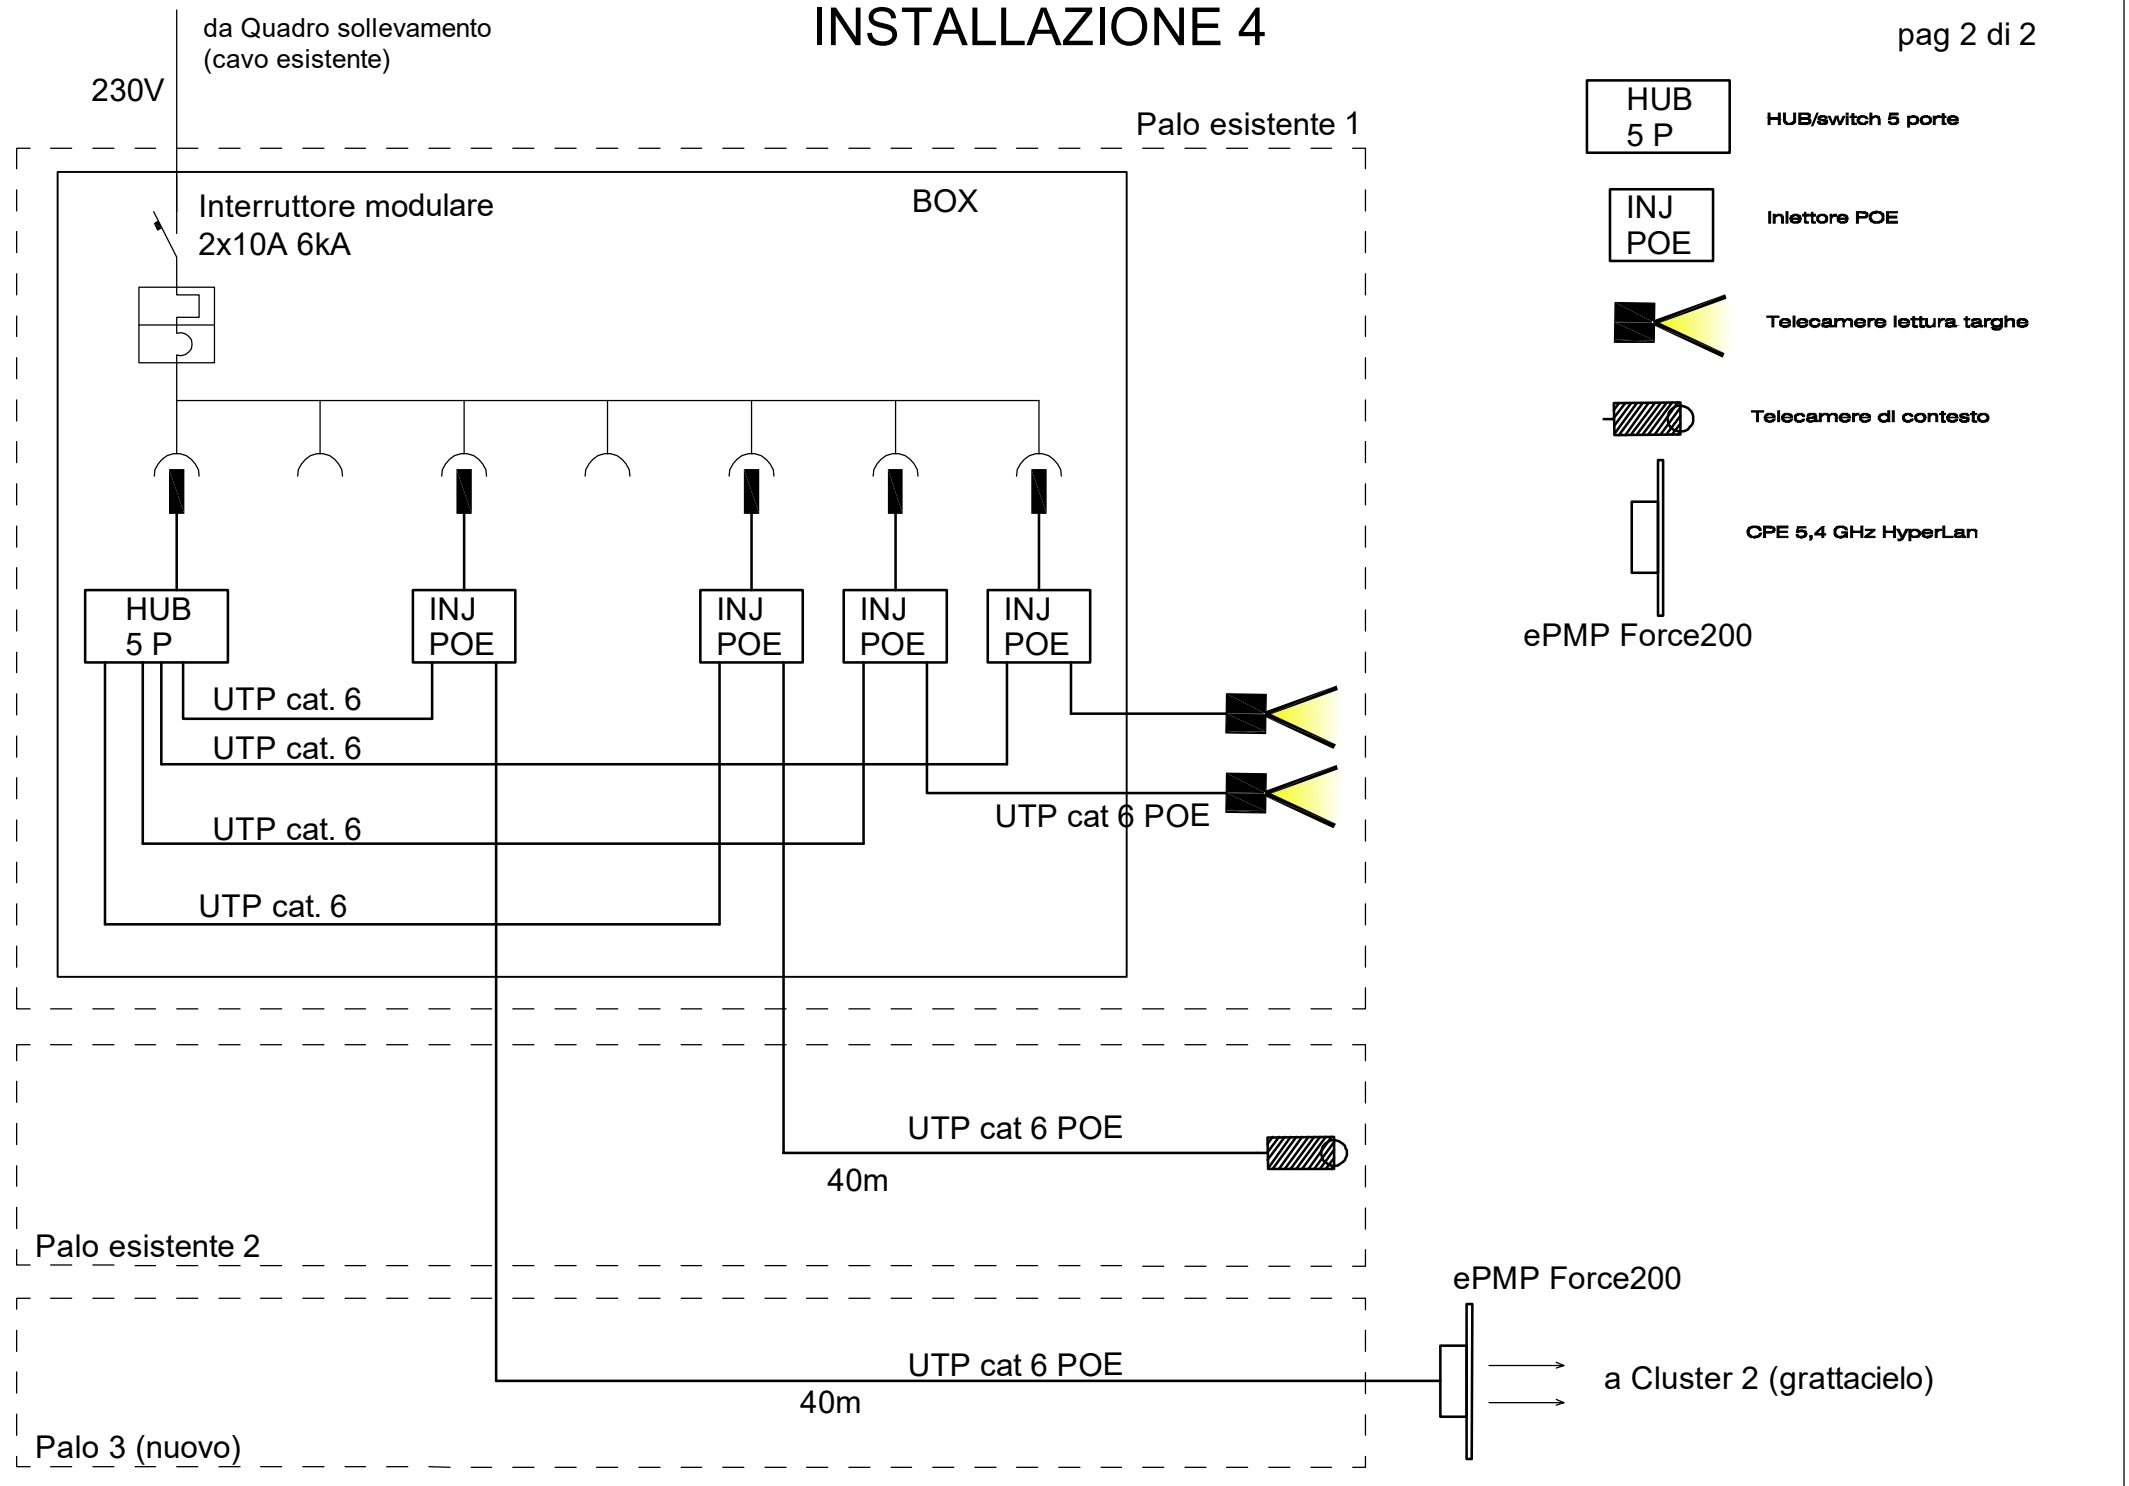 INSTALLAZIONE 4
pag 2 di 2
da Quadro sollevamento
(cavo esistente)
230V
Palo esistente 1
HUB
5 P
HUB/switch 5 porte
INJ
POE
Iniettore POE
Telecamere lettura targhe
Telecamere di contesto
CPE 5,4 GHz HyperLan
ePMP Force200
Interruttore modulare
2x10A 6kA
BOX
HUB
5 P
INJ
POE
INJ
POE
INJ
POE
INJ
POE
UTP cat. 6
UTP cat. 6
UTP cat. 6
UTP cat 6 POE
UTP cat. 6
UTP cat 6 POE
40m
Palo esistente 2
ePMP Force200
UTP cat 6 POE
40m
a Cluster 2 (grattacielo)
Palo 3 (nuovo)